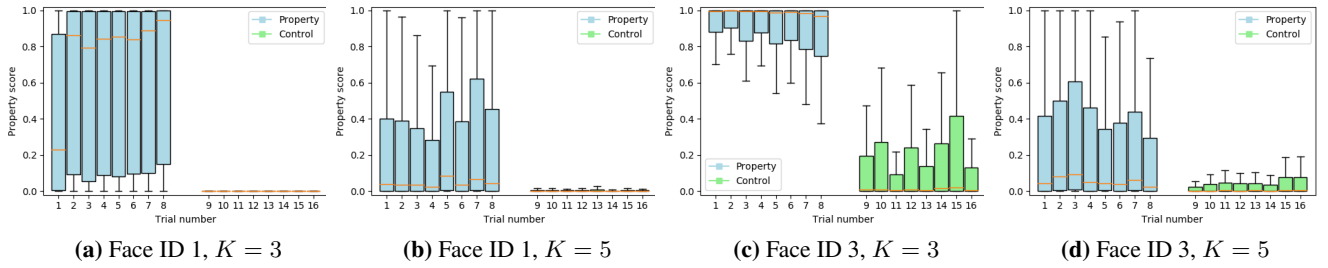 Property score
1.0
0.8
0.6
0.4
0.2
0.0
Property
Control
1 2 3 4 5 6 7 8 9 10 11 12 13 14 15 16
Trial number
(a) Face ID 1, K = 3
Property score
1.0
0.8
0.6
0.4
0.2
0.0
Property
Control
1 2 3 4 5 6 7 8 9 10 11 12 13 14 15 16
Trial number
(b) Face ID 1, K = 5
Property score
1.0
0.8
0.6
0.4
0.2
0.0
Property
Control
1 2 3 4 5 6 7 8 9 10 11 12 13 14 15 16
Trial number
(c) Face ID 3, K = 3
Property score
1.0
0.8
0.6
0.4
0.2
0.0
Property
Control
1 2 3 4 5 6 7 8 9 10 11 12 13 14 15 16
Trial number
(d) Face ID 3, K = 5